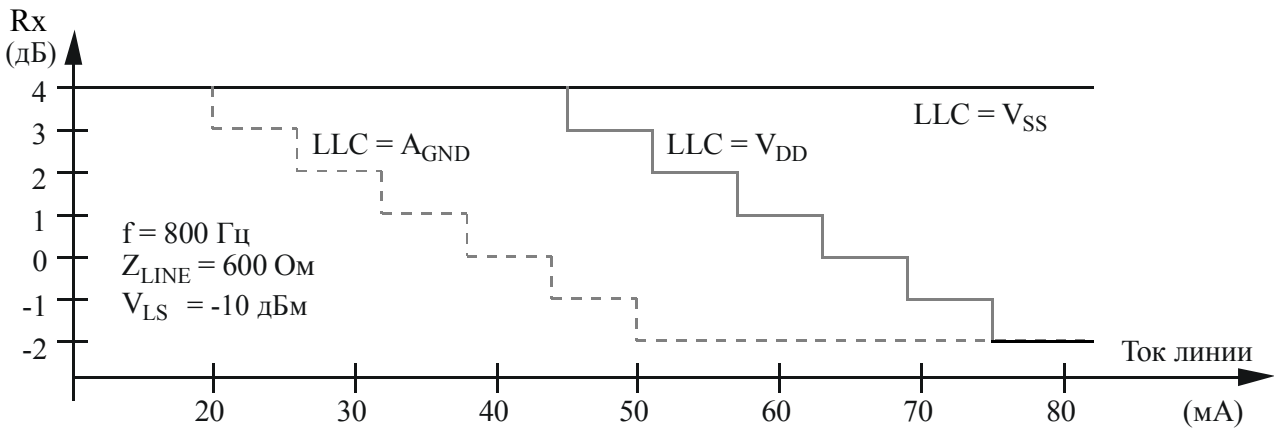 Rx
(дБ)
4
3
2
1
0
-1
-2
LLC = V_SS
LLC = A_GND
LLC = V_DD
f = 800 Гц
Z_LINE = 600 Ом
V_LS = -10 дБм
Ток линии
20 30 40 50 60 70 80 (мА)